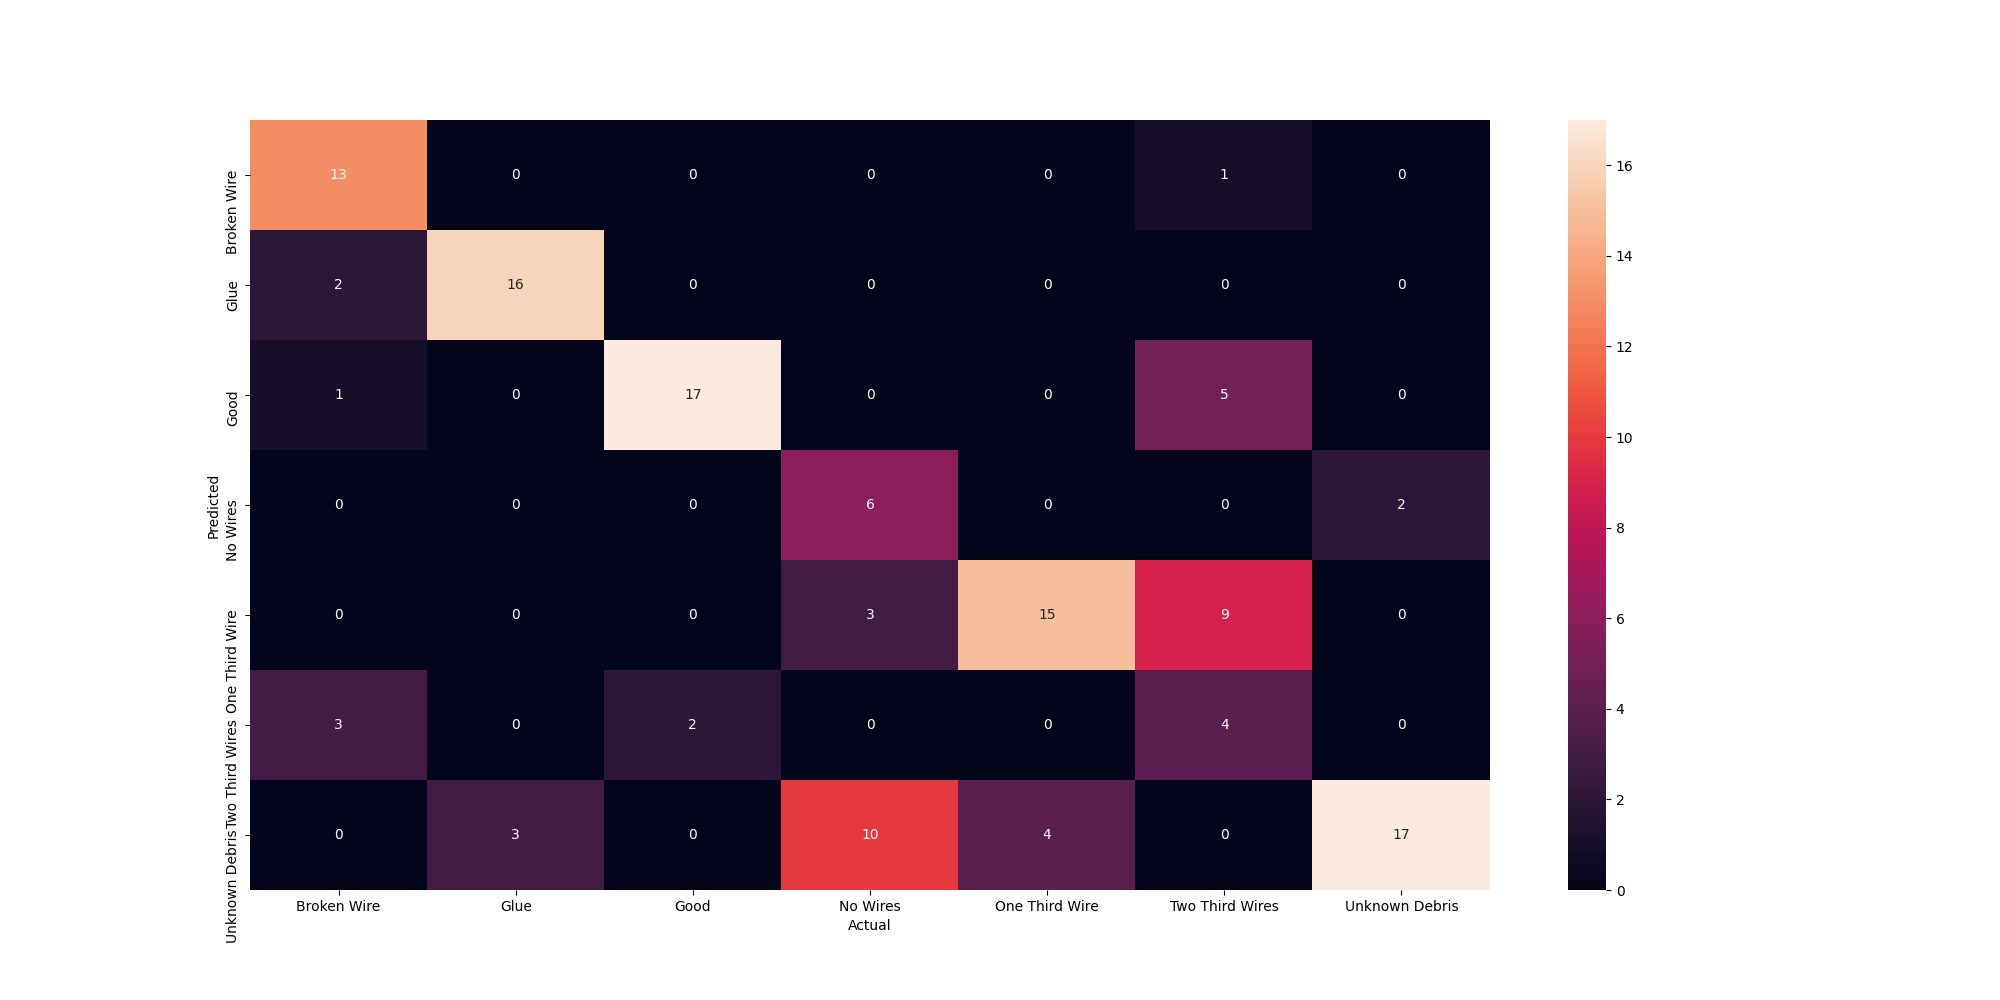 Broken Wire 13 0 0 0 0 1 0
Glue 2 16 0 0 0 0 0
Good 1 0 17 0 0 5 0
No Wires 0 0 0 6 0 0 2
One Third Wire 0 0 0 3 15 9 0
Two Third Wires 3 0 2 0 0 4 0
Unknown Debris 0 3 0 10 4 0 17
Predicted
Broken Wire Glue Good No Wires One Third Wire Two Third Wires Unknown Debris
Actual
16
14
12
10
8
6
4
2
0